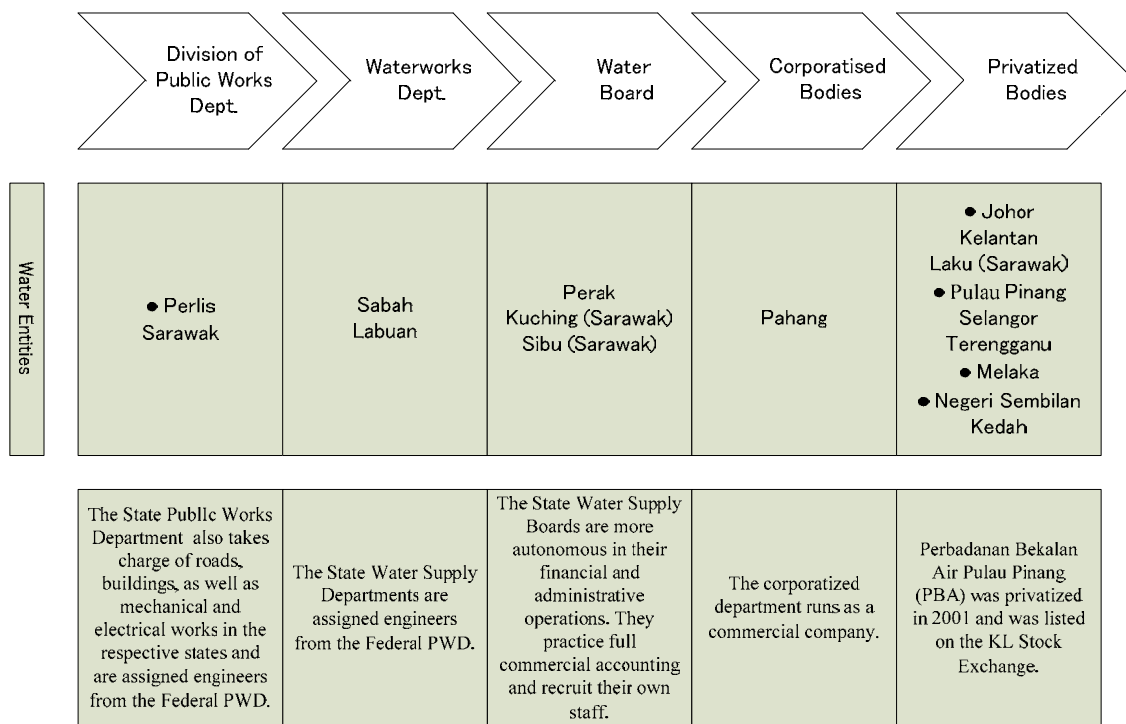 Division of
Public Works
Dept.
Waterworks
Dept.
Water
Board
Corporatised
Bodies
Privatized
Bodies
Water Entities
● Perlis
Sarawak
Sabah
Labuan
Perak
Kuching (Sarawak)
Sibu (Sarawak)
Pahang
● Johor
Kelantan
Laku (Sarawak)
● Pulau Pinang
Selangor
Terengganu
● Melaka
● Negeri Sembilan
Kedah
The State Public Works
Department also takes
charge of roads,
buildings, as well as
mechanical and
electrical works in the
respective states and
are assigned engineers
from the Federal PWD.
The State Water Supply
Departments are
assigned engineers
from the Federal PWD.
The State Water Supply
Boards are more
autonomous in their
financial and
administrative
operations. They
practice full
commercial accounting
and recruit their own
staff.
The corporatized
department runs as a
commercial company.
Perbadanan Bekalan
Air Pulau Pinang
(PBA) was privatized
in 2001 and was listed
on the KL Stock
Exchange.